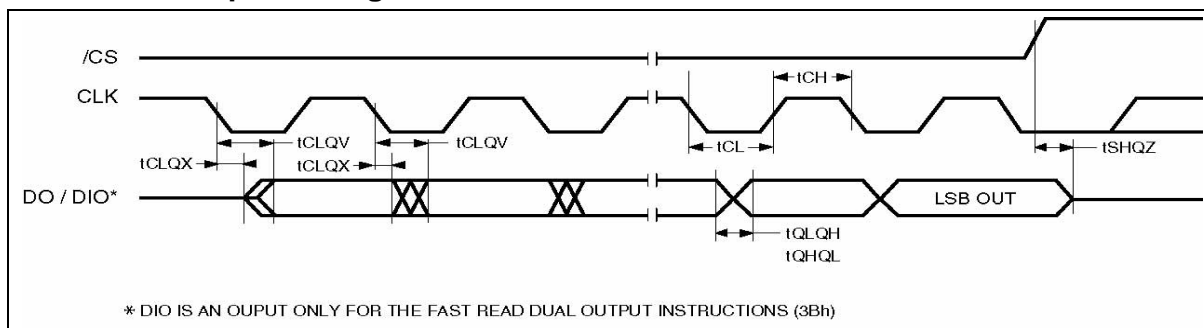 /CS
CLK
tCH
tCLQV
tCLQV
tCL
tSHQZ
tCLQX
tCLQX
DO / DIO*
LSB OUT
tQLQH
tQHQL
* DIO IS AN OUPUT ONLY FOR THE FAST READ DUAL OUTPUT INSTRUCTIONS (3Bh)